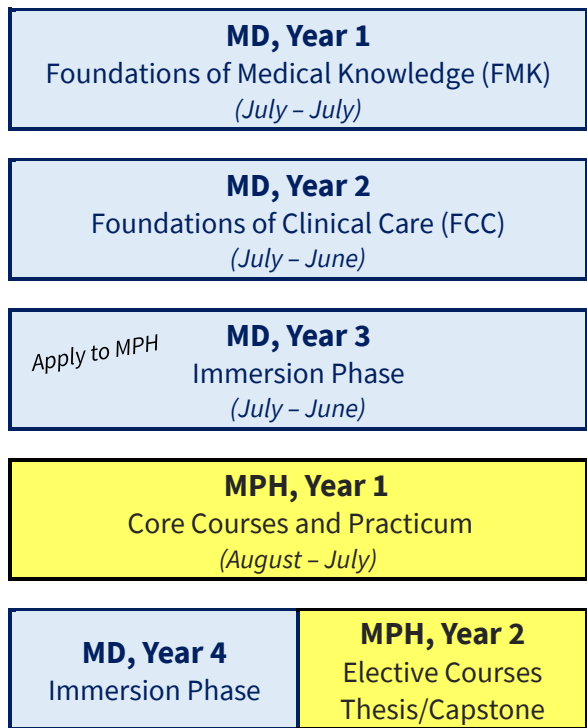 MD, Year 1
Foundations of Medical Knowledge (FMK)
(July – July)
MD, Year 2
Foundations of Clinical Care (FCC)
(July – June)
Apply to MPH
MD, Year 3
Immersion Phase
(July – June)
MPH, Year 1
Core Courses and Practicum
(August – July)
MD, Year 4
Immersion Phase
MPH, Year 2
Elective Courses
Thesis/Capstone